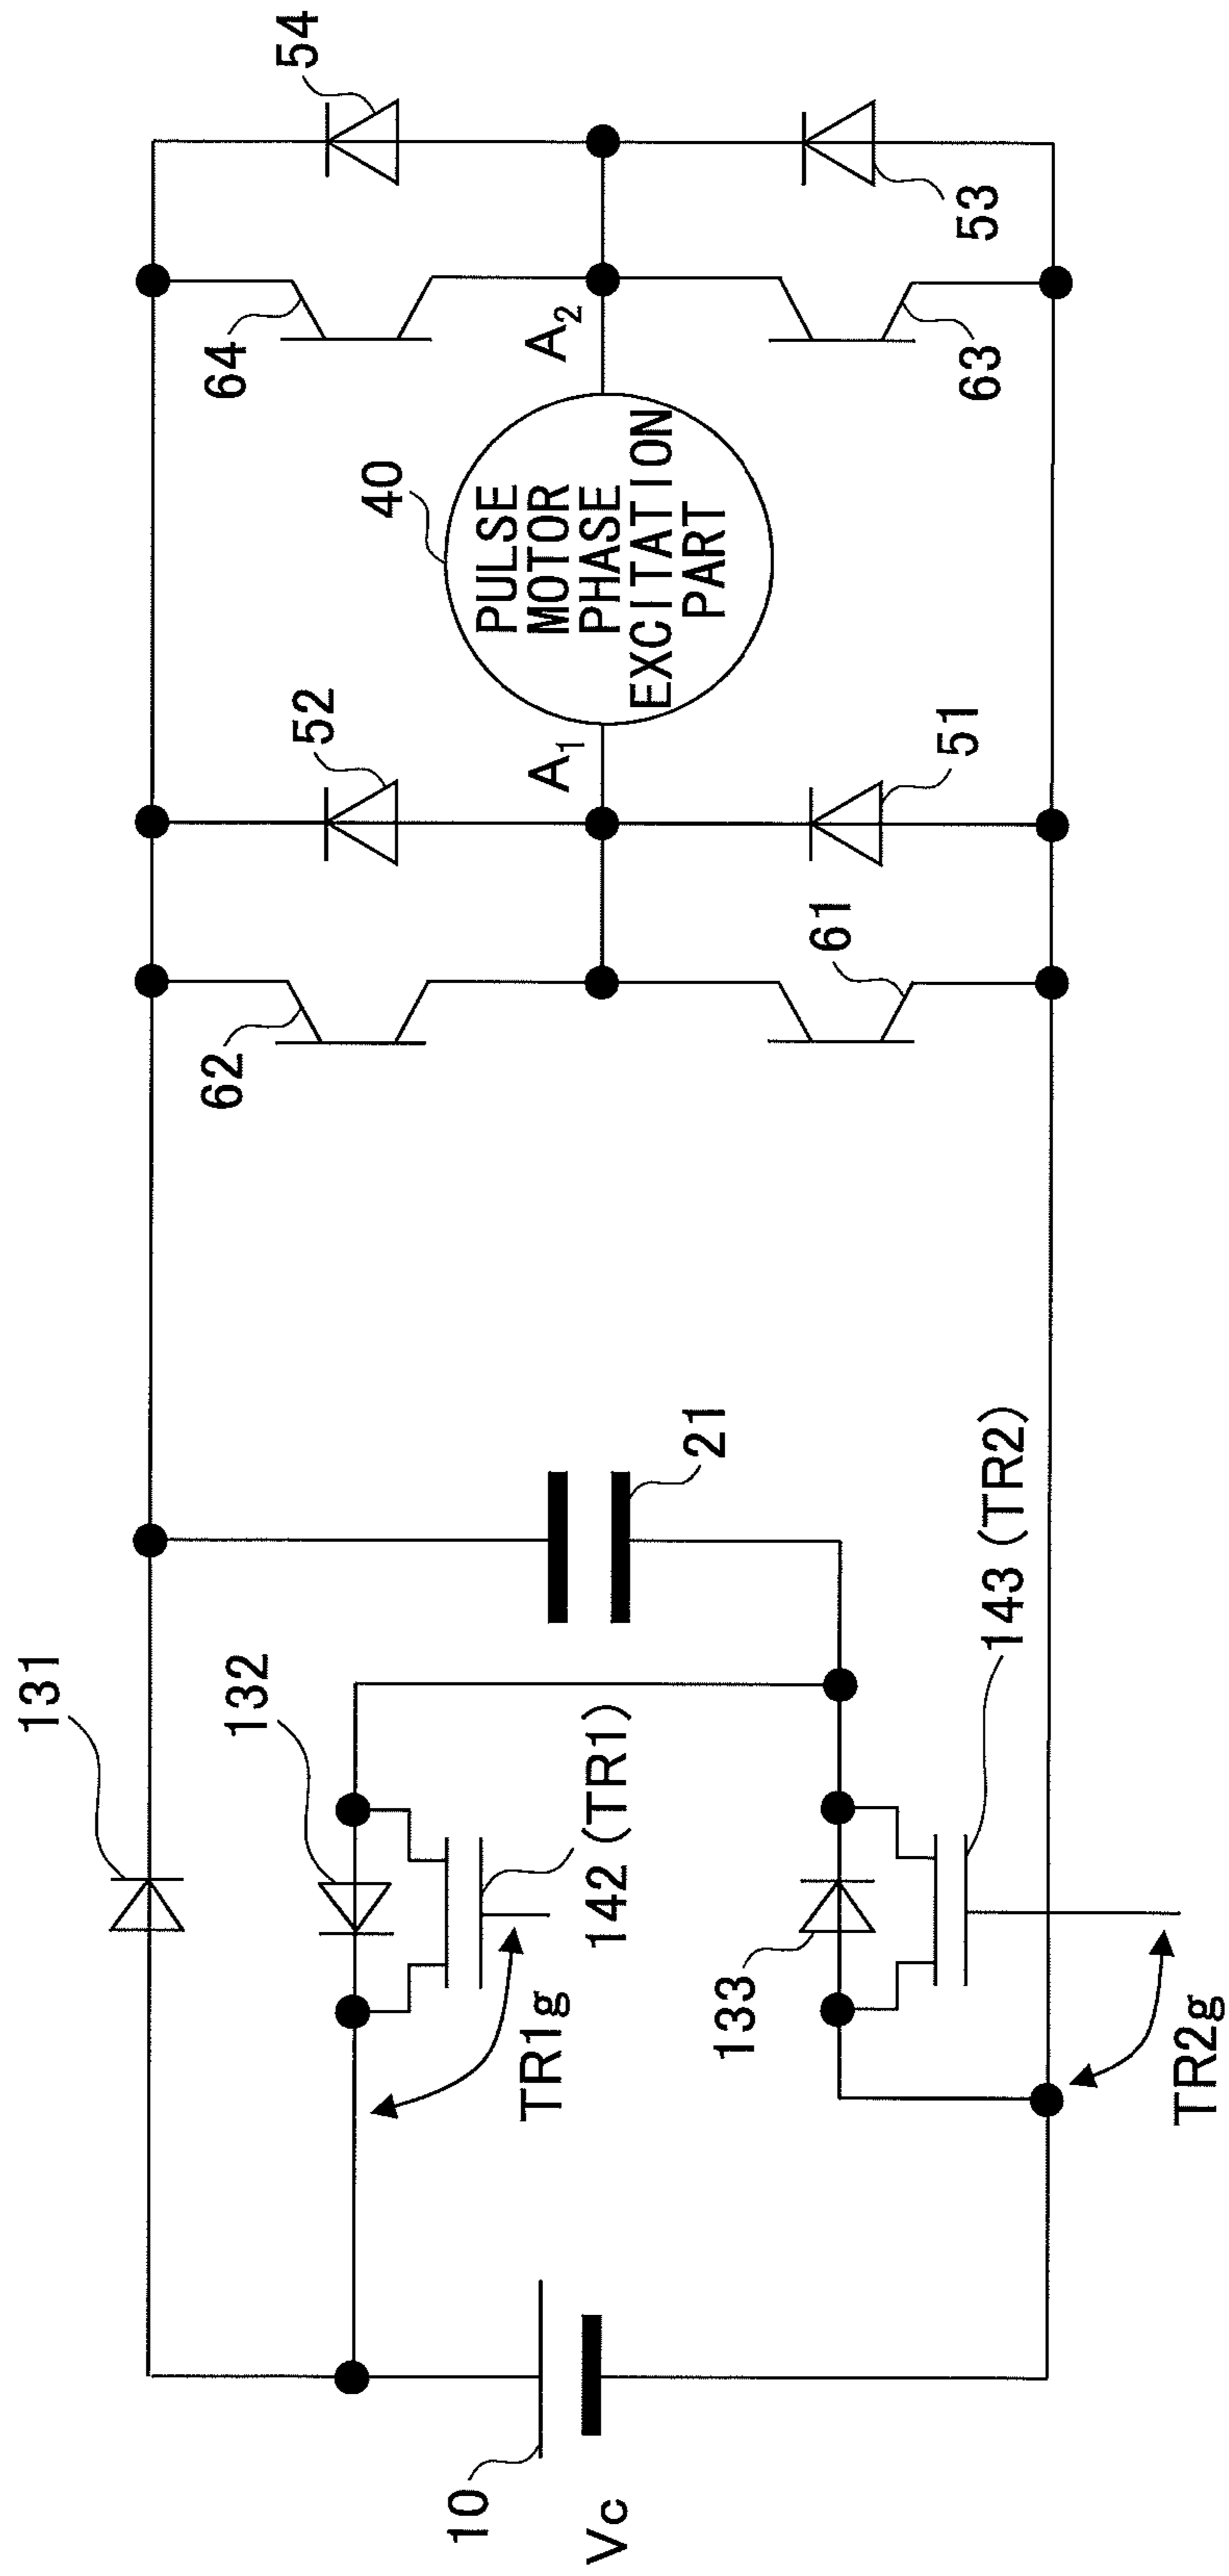 131
132
142 (TR1)
TR1g
10
Vc
133
143 (TR2)
TR2g
21
62
61
52
51
A1
40
PULSE
MOTOR
PHASE
EXCITATION
PART
A2
64
63
54
53